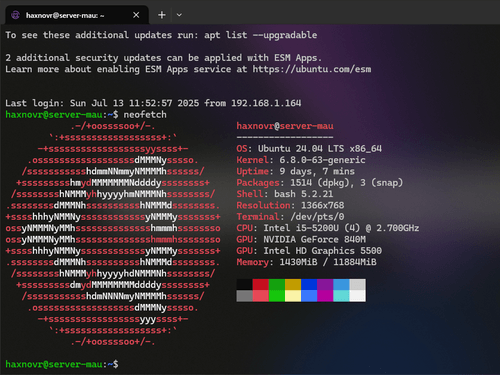 haxnovr@server-mau: ~
To see these additional updates run: apt list --upgradable
2 additional security updates can be applied with ESM Apps.
Learn more about enabling ESM Apps service at https://ubuntu.com/esm
Last login: Sun Jul 13 11:52:57 2025 from 192.168.1.164
haxnovr@server-mau:~$ neofetch
.-/+oossssoo+/-.
`:+ssssssssssssssssss+:`
-+ssssssssssssssssssyyssss+-
.ossssssssssssssssssdMMMNysssso.
/ssssssssssshdmmNNmmyNMMMMhssssss/
+ssssssssshmydMMMMMMMNddddyssssssss+
/sssssssshNMMMyhhyyyyhmNMMMNhssssssss/
.ssssssssdMMMNhsssssssssshNMMMdssssssss.
+sssshhhyNMMNyssssssssssssyNMMMysssssss+
ossyNMMMNyMMhsssssssssssssshmmmhssssssso
ossyNMMMNyMMhsssssssssssssshmmmhssssssso
+sssshhhyNMMNyssssssssssssyNMMMysssssss+
.ssssssssdMMMNhsssssssssshNMMMdssssssss.
/sssssssshNMMMyhhyyyyhdNMMMNhssssssss/
+sssssssssdmydMMMMMMMMddddyssssssss+
/ssssssssssshdmNNNNmyNMMMMhssssss/
.ossssssssssssssssssdMMMNysssso.
-+sssssssssssssssssyyyssss+-
`:+ssssssssssssssssss+:`
.-/+oossssoo+/-.
haxnovr@server-mau
------------------
OS: Ubuntu 24.04 LTS x86_64
Kernel: 6.8.0-63-generic
Uptime: 9 days, 7 mins
Packages: 1514 (dpkg), 3 (snap)
Shell: bash 5.2.21
Resolution: 1366x768
Terminal: /dev/pts/0
CPU: Intel i5-5200U (4) @ 2.700GHz
GPU: NVIDIA GeForce 840M
GPU: Intel HD Graphics 5500
Memory: 1430MiB / 11884MiB
haxnovr@server-mau:~$